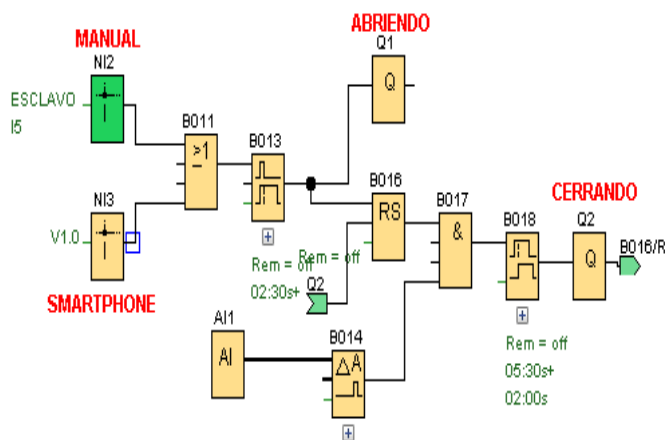 ABRIENDO
MANUAL
Q1
Q
NI2
ESCLAVO
I5
B011
>1
B013
B016
RS
B017
&
CERRANDO
B018
Q2
Q
B016/R
NI3
V1.0
SMARTPHONE
Rem = off
02:30s+
Rem = off
Q2
AI1
AI
B014
ΔA
Rem = off
05:30s+
02:00s